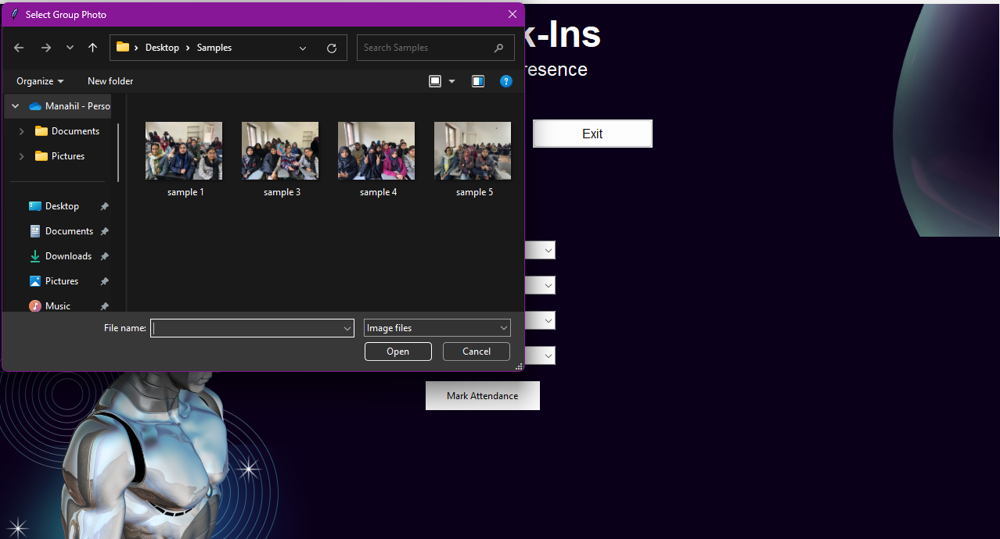 Select Group Photo
k-Ins
resence
Desktop
Samples
Search Samples
Organize
New folder
?
Manahil - Perso
Documents
Pictures
Desktop
Documents
Downloads
Pictures
Music
sample 1
sample 3
sample 4
sample 5
Exit
File name:
Image files
Open
Cancel
Mark Attendance